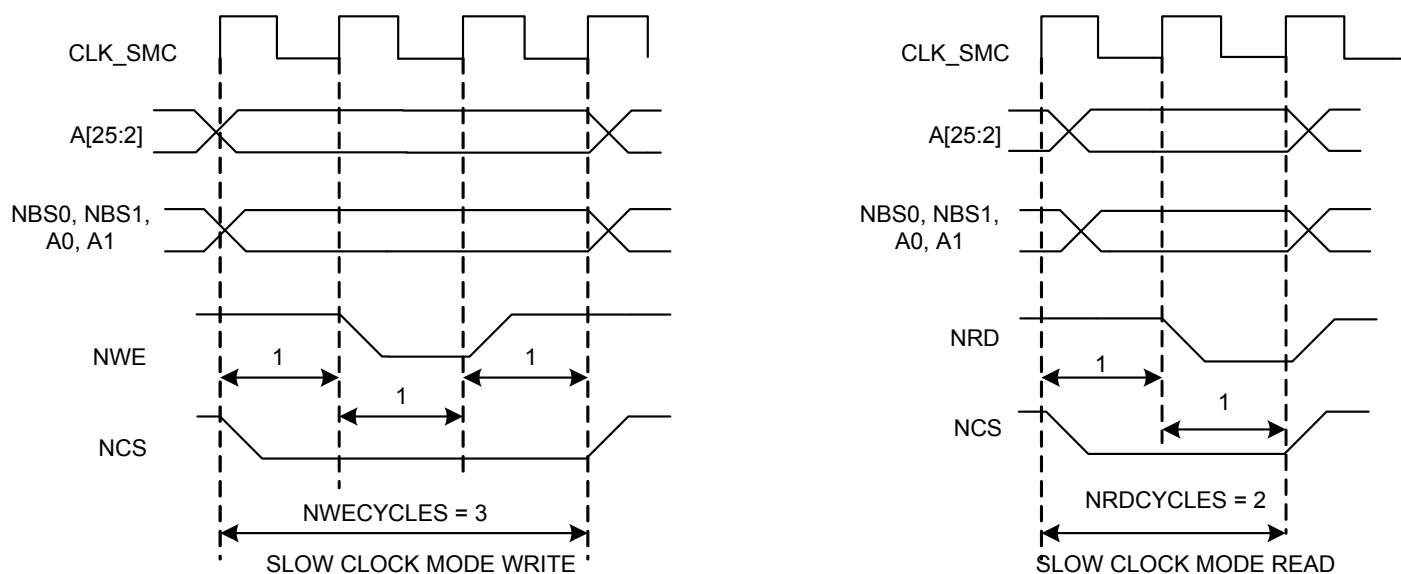 CLK_SMC
A[25:2]
NBS0, NBS1,
A0, A1
NWE
1
1
1
NCS
NWECYCLES = 3
SLOW CLOCK MODE WRITE
CLK_SMC
A[25:2]
NBS0, NBS1,
A0, A1
NRD
1
1
NCS
NRDCYCLES = 2
SLOW CLOCK MODE READ